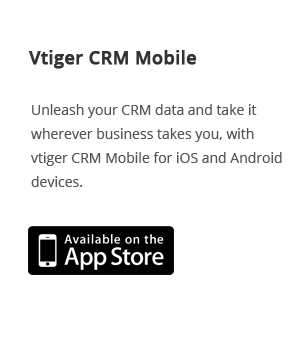 Vtiger CRM Mobile
Unleash your CRM data and take it
wherever business takes you, with
vtiger CRM Mobile for iOS and Android
devices.
Available on the
App Store